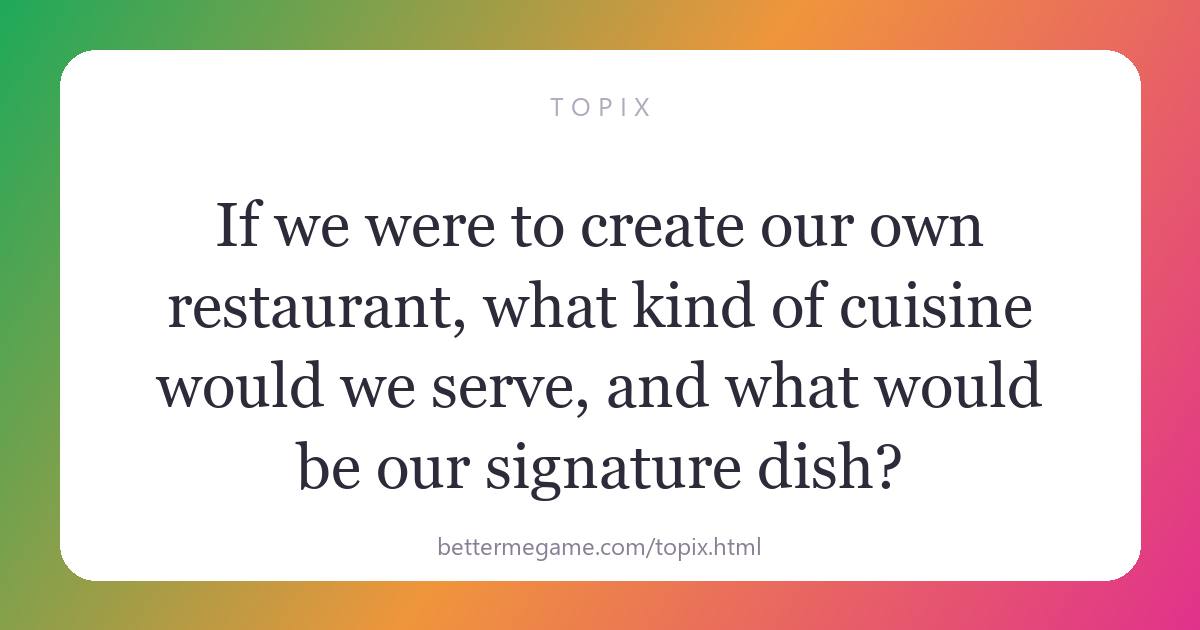 TOPIX
If we were to create our own
restaurant, what kind of cuisine
would we serve, and what would
be our signature dish?
bettermegame.com/topix.html